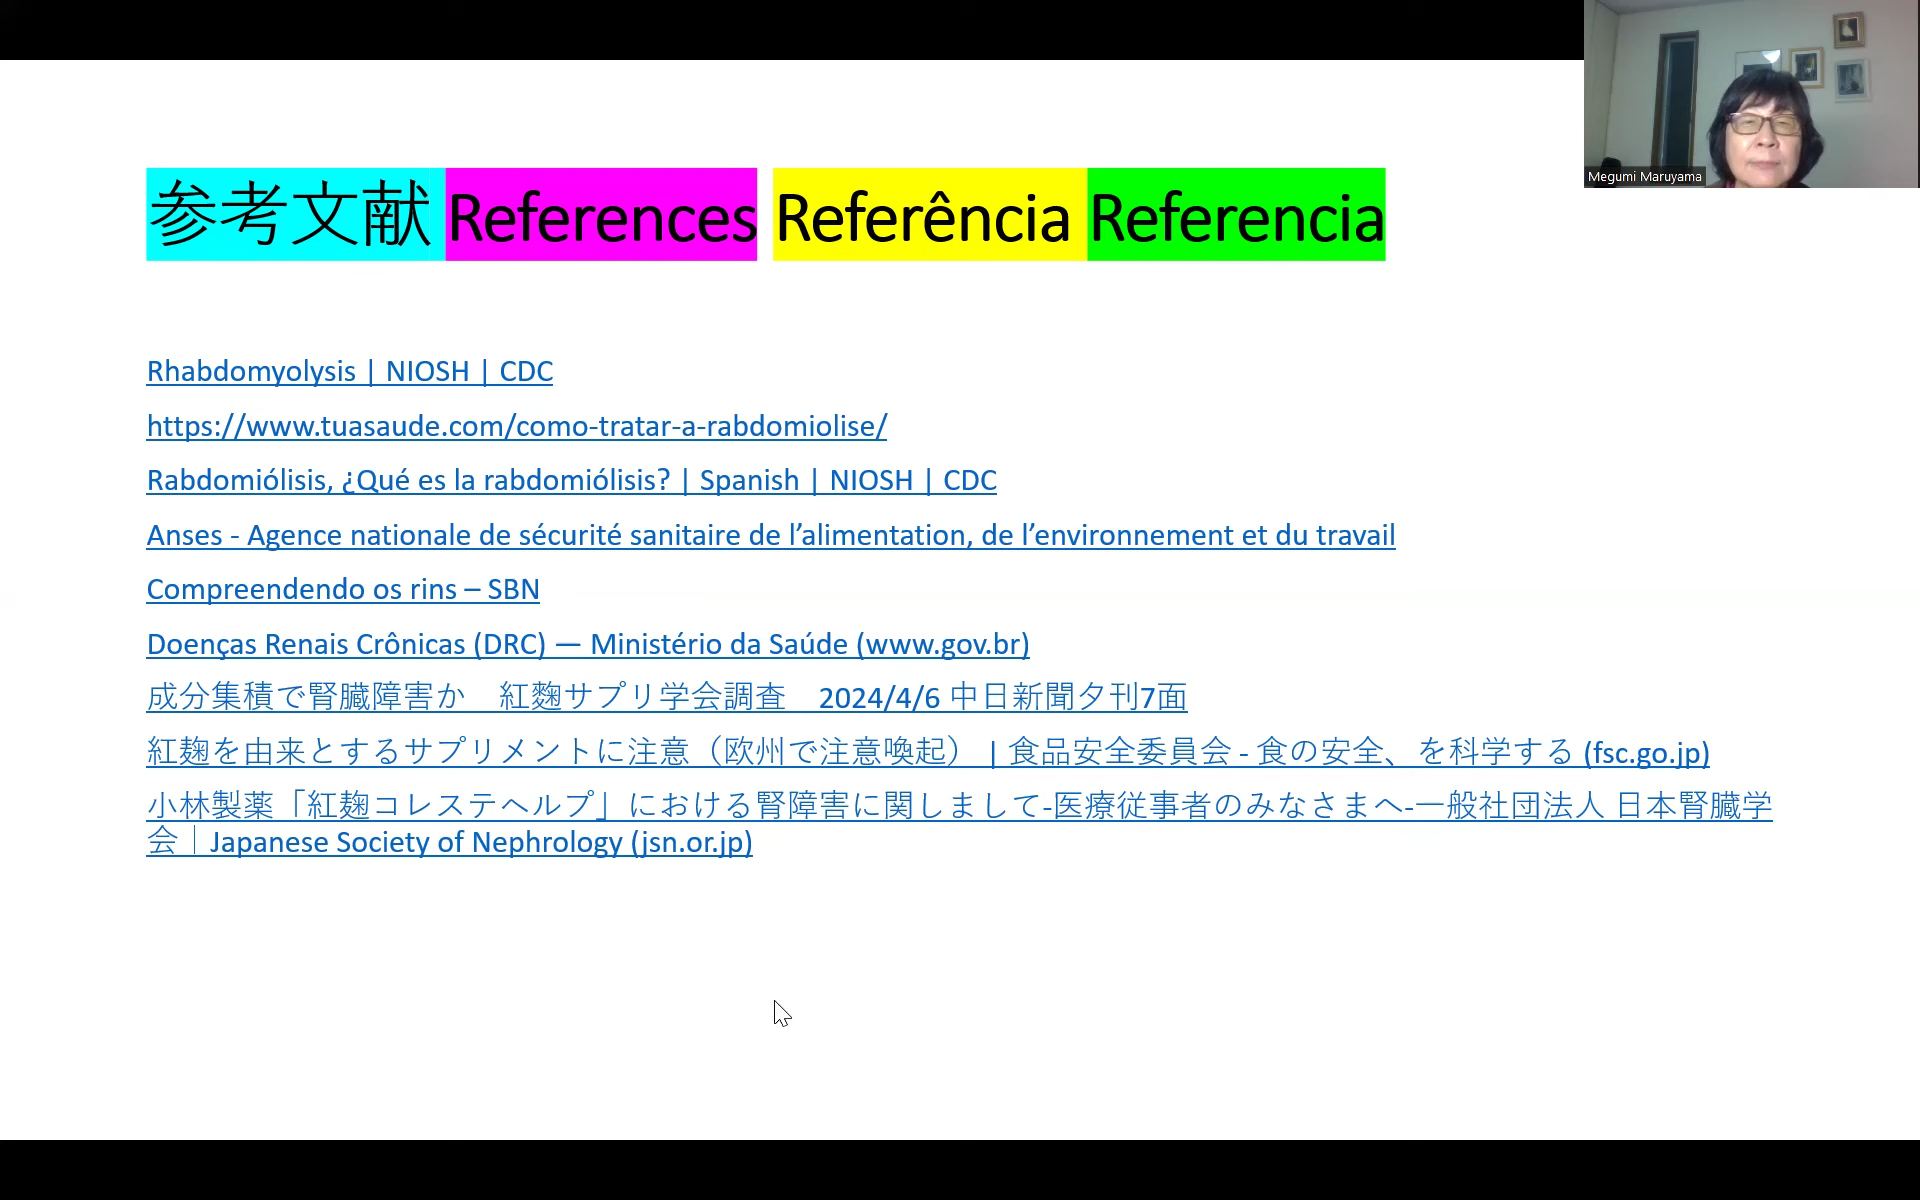 Megumi Maruyama
参考文献 References Referência Referencia
Rhabdomyolysis | NIOSH | CDC
https://www.tuasaude.com/como-tratar-a-rabdomiolise/
Rabdomiólisis, ¿Qué es la rabdomiólisis? | Spanish | NIOSH | CDC
Anses - Agence nationale de sécurité sanitaire de l’alimentation, de l’environnement et du travail
Compreendendo os rins – SBN
Doenças Renais Crônicas (DRC) — Ministério da Saúde (www.gov.br)
成分集積で腎臓障害か　紅麴サプリ学会調査　2024/4/6 中日新聞夕刊7面
紅麹を由来とするサプリメントに注意（欧州で注意喚起） | 食品安全委員会 - 食の安全、を科学する (fsc.go.jp)
小林製薬「紅麹コレステヘルプ」における腎障害に関しまして-医療従事者のみなさまへ-一般社団法人 日本腎臓学
会｜Japanese Society of Nephrology (jsn.or.jp)